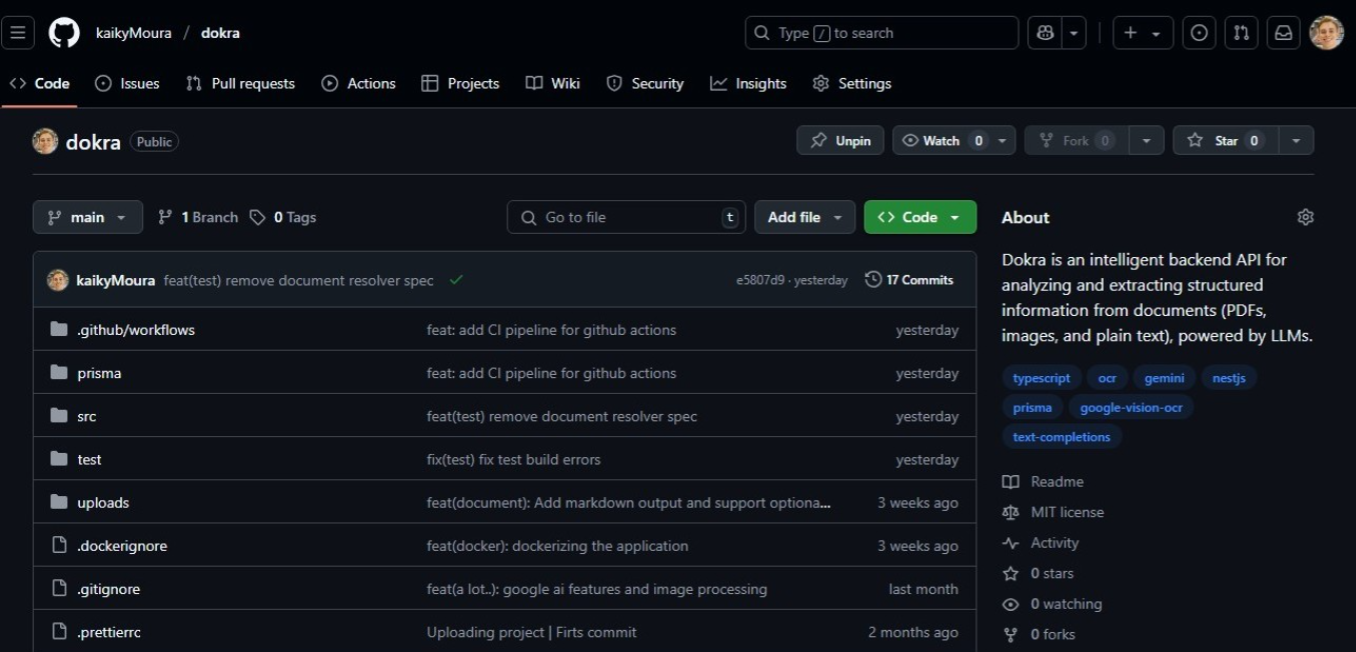 kaikyMoura / dokra Type / to search
Code Issues Pull requests Actions Projects Wiki Security Insights Settings
dokra Public Unpin Watch 0 Fork 0 Star 0
main 1 Branch 0 Tags Go to file t Add file Code
About
Dokra is an intelligent backend API for
analyzing and extracting structured
information from documents (PDFs,
images, and plain text), powered by LLMs.
typescript ocr gemini nestjs
prisma google-vision-ocr
text-completions
Readme
MIT license
Activity
0 stars
0 watching
0 forks
kaikyMoura feat(test) remove document resolver spec e5807d9 · yesterday 17 Commits
.github/workflows feat: add CI pipeline for github actions yesterday
prisma feat: add CI pipeline for github actions yesterday
src feat(test) remove document resolver spec yesterday
test fix(test) fix test build errors yesterday
uploads feat(document): Add markdown output and support optiona... 3 weeks ago
.dockerignore feat(docker): dockerizing the application 3 weeks ago
.gitignore feat(a lot..): google ai features and image processing last month
.prettierrc Uploading project | Firts commit 2 months ago